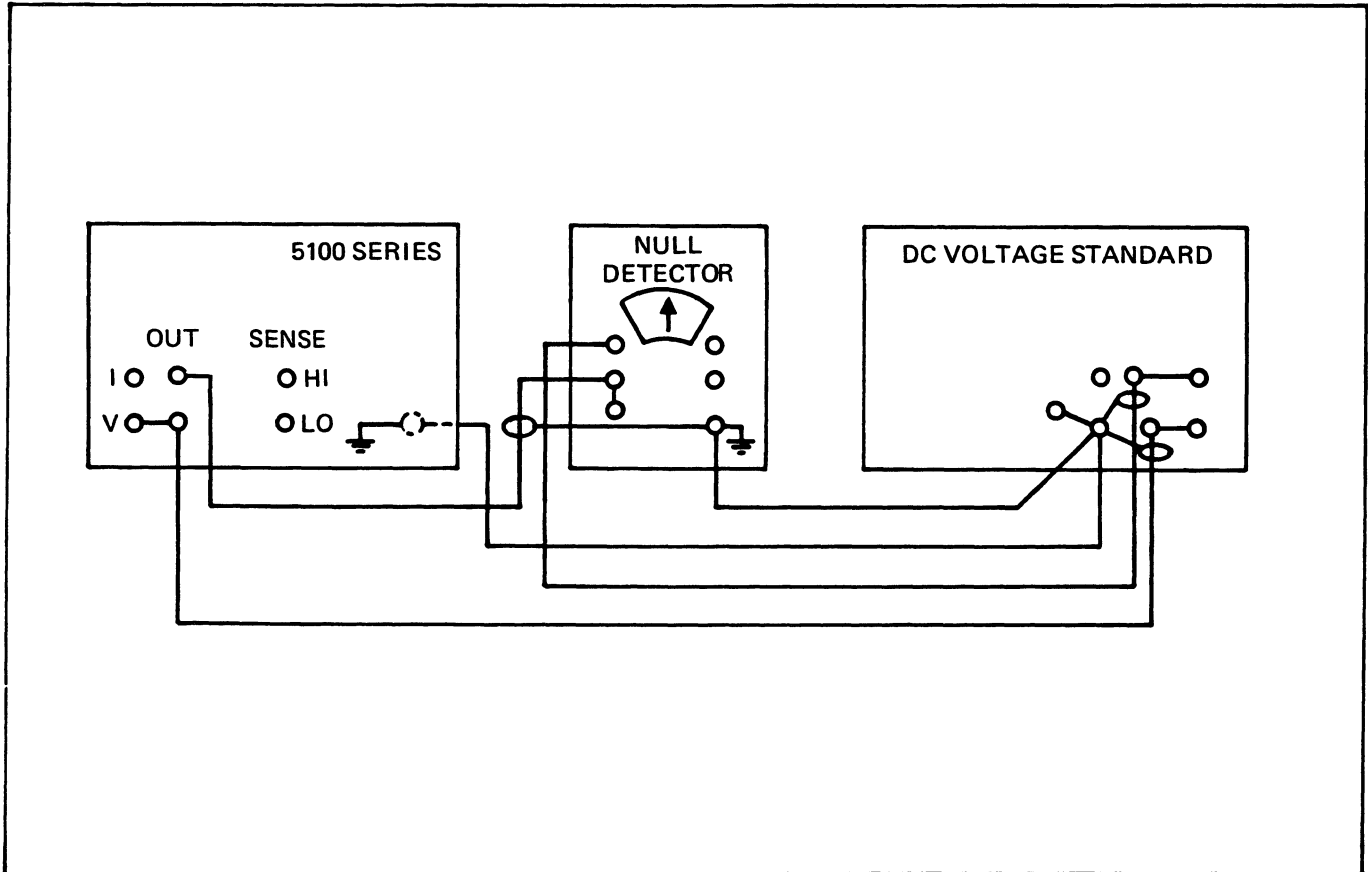 5100 SERIES
OUT SENSE
I HI
V LO
NULL
DETECTOR
DC VOLTAGE STANDARD